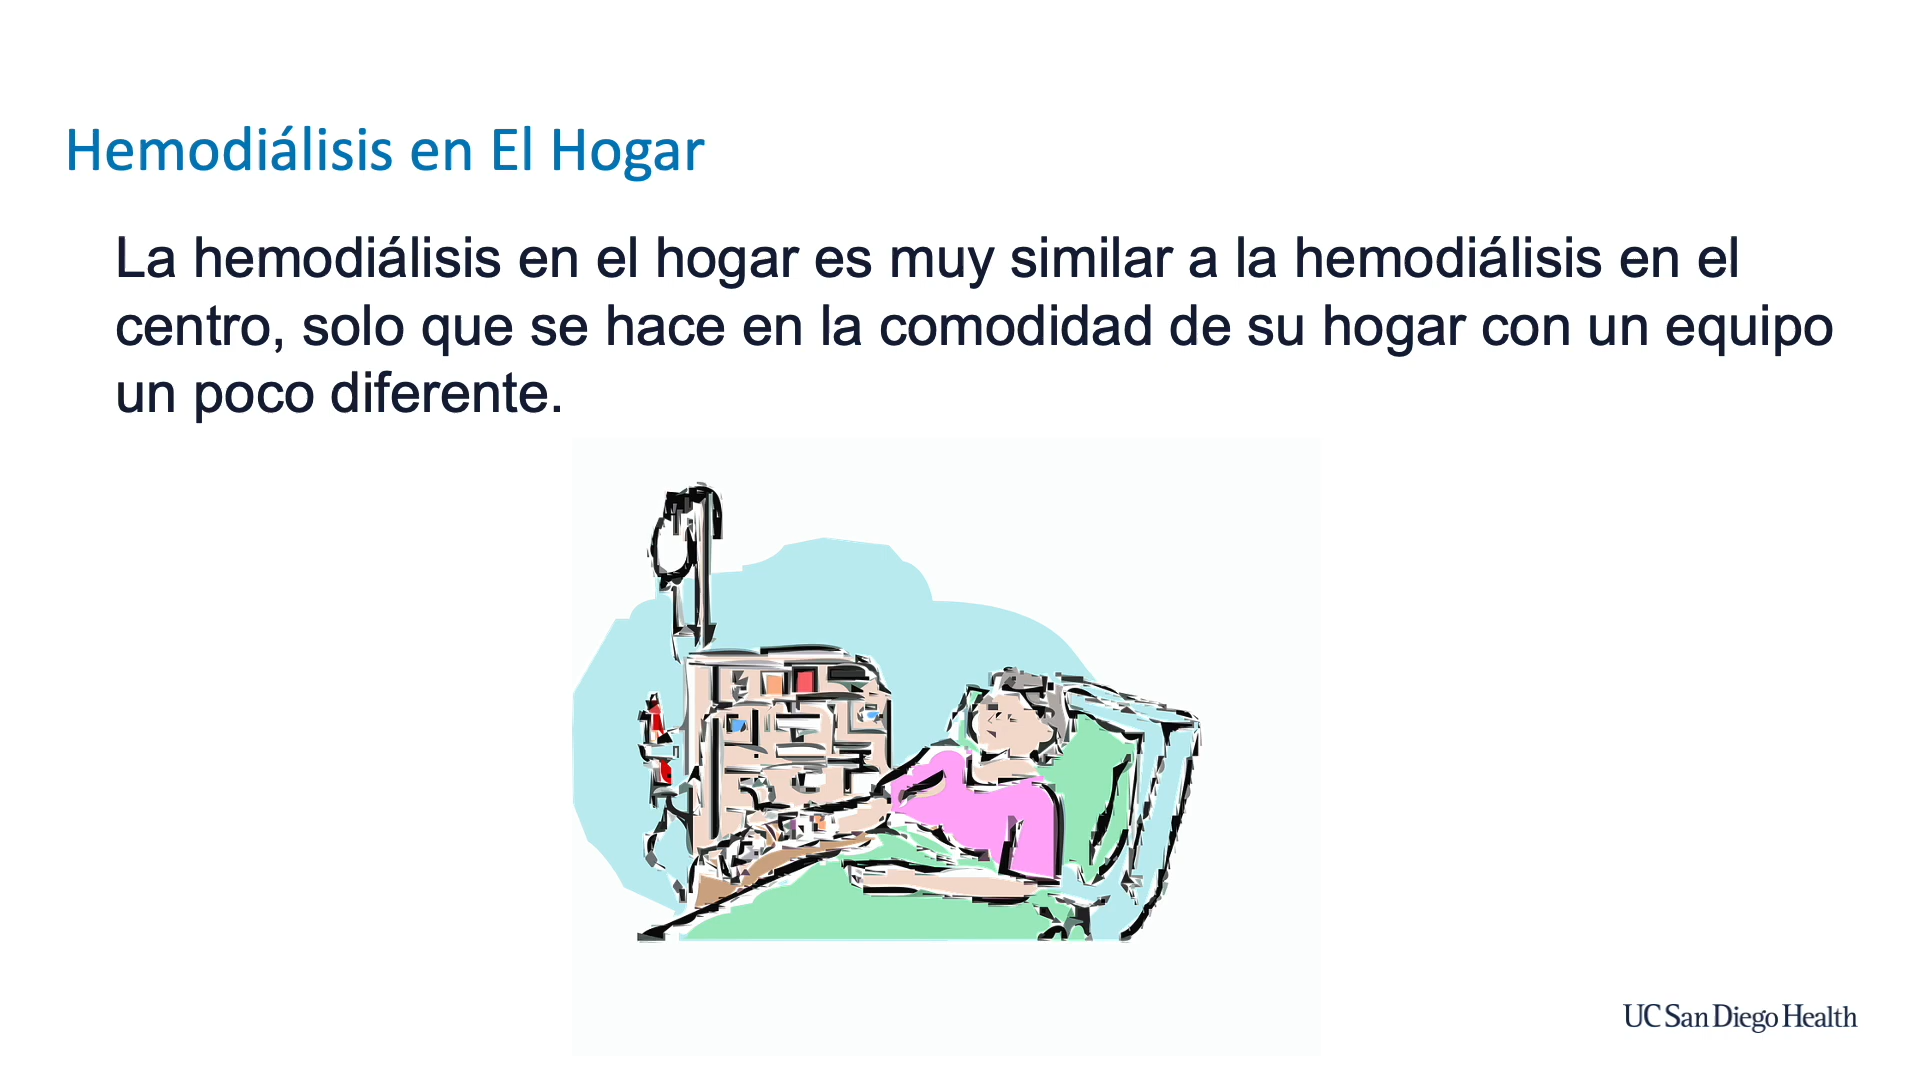 Hemodiálisis en El Hogar
La hemodiálisis en el hogar es muy similar a la hemodiálisis en el
centro, solo que se hace en la comodidad de su hogar con un equipo
un poco diferente.
UC San Diego Health